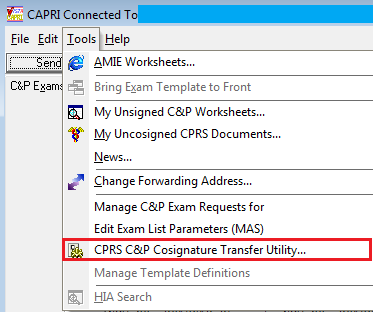 CAPRI Connected To
File Edit Tools Help
Send
C&P Exams
AMIE Worksheets...
Bring Exam Template to Front
My Unsigned C&P Worksheets...
My Uncosigned CPRS Documents...
News...
Change Forwarding Address...
Manage C&P Exam Requests for
Edit Exam List Parameters (MAS)
CPRS C&P Cosignature Transfer Utility...
Manage Template Definitions
HIA Search